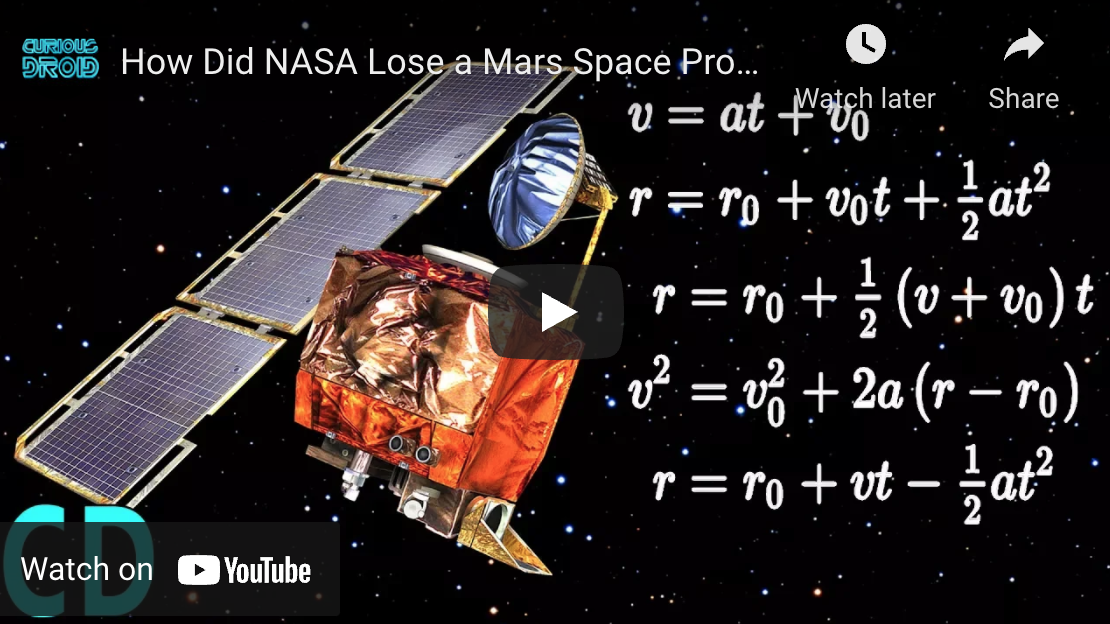 CURIOUS
DROID
How Did NASA Lose a Mars Space Pro...
Watch later
Share
v = at + v₀
r = r₀ + v₀t + ½at²
r = r₀ + ½(v + v₀)t
v² = v₀² + 2a(r − r₀)
r = r₀ + vt − ½at²
CD
Watch on YouTube